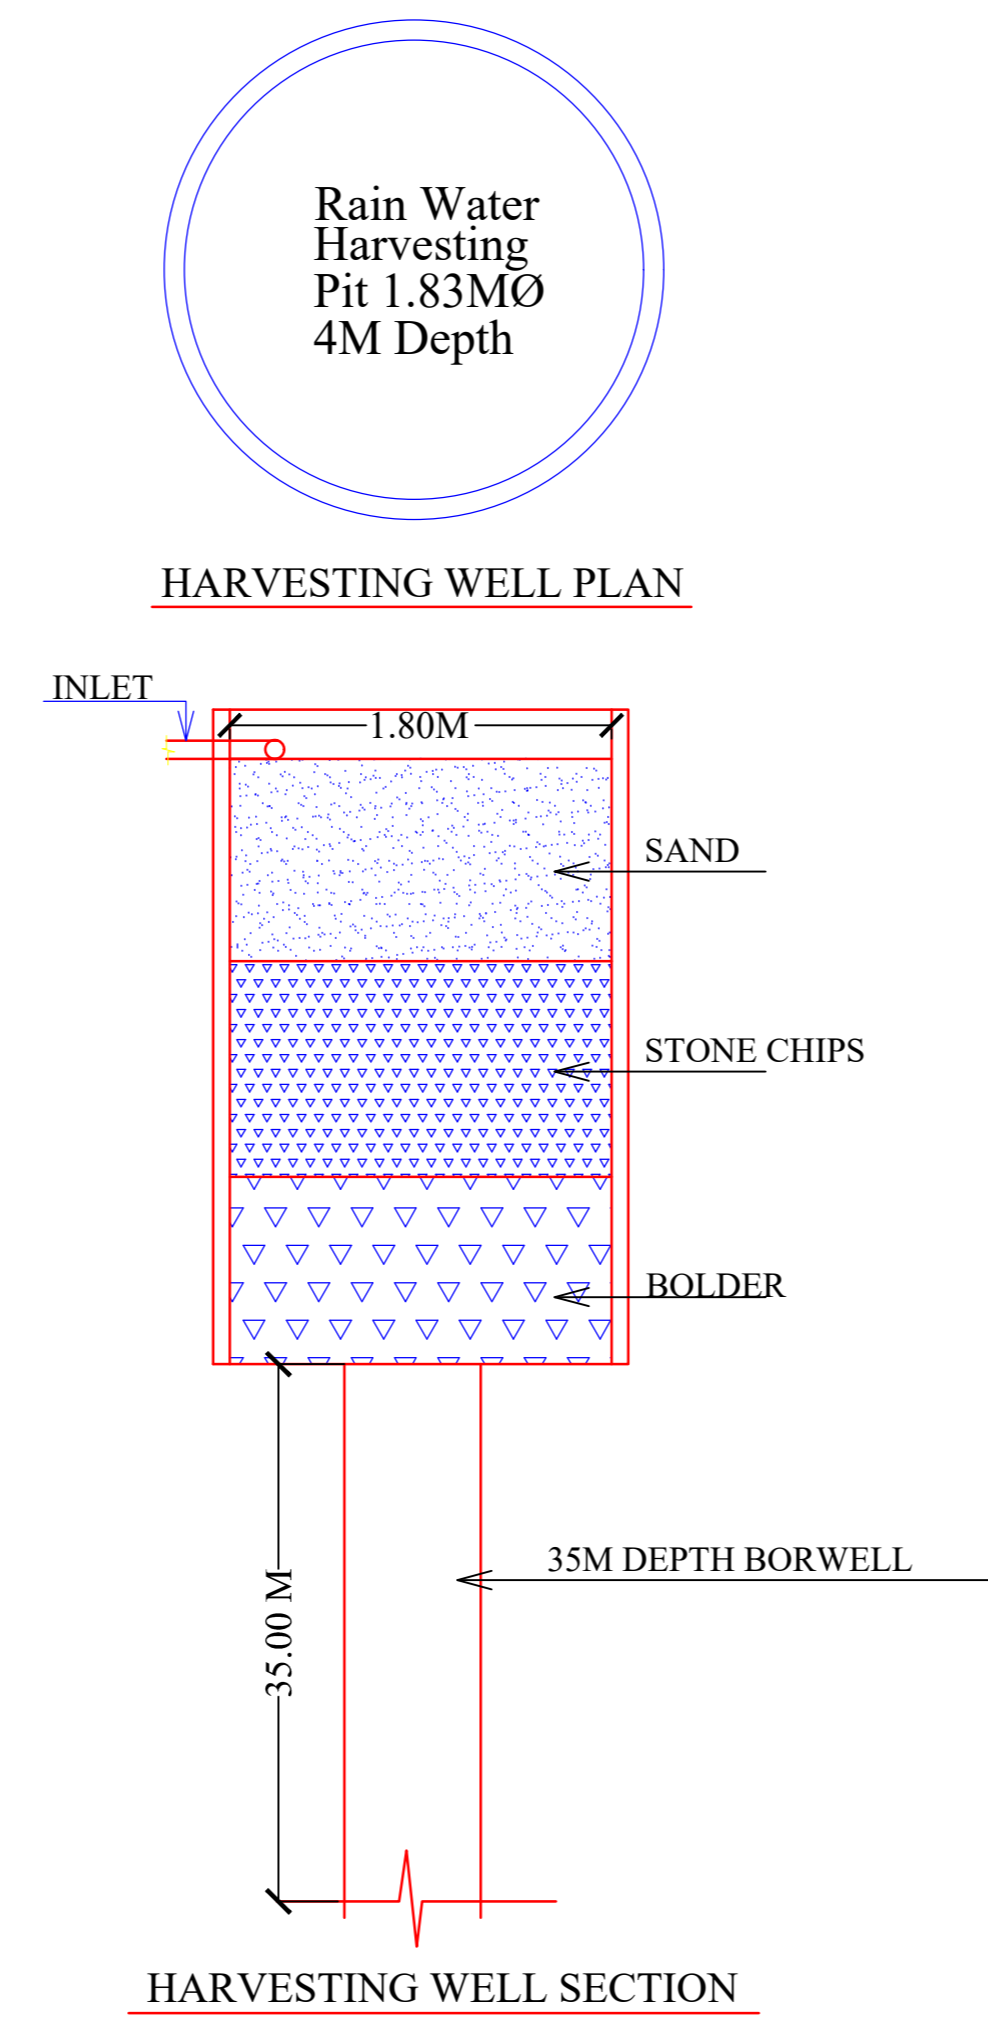 Rain Water
Harvesting
Pit 1.83MØ
4M Depth
HARVESTING WELL PLAN
INLET
1.80M
SAND
STONE CHIPS
BOLDER
35M DEPTH BORWELL
35.00 M
HARVESTING WELL SECTION